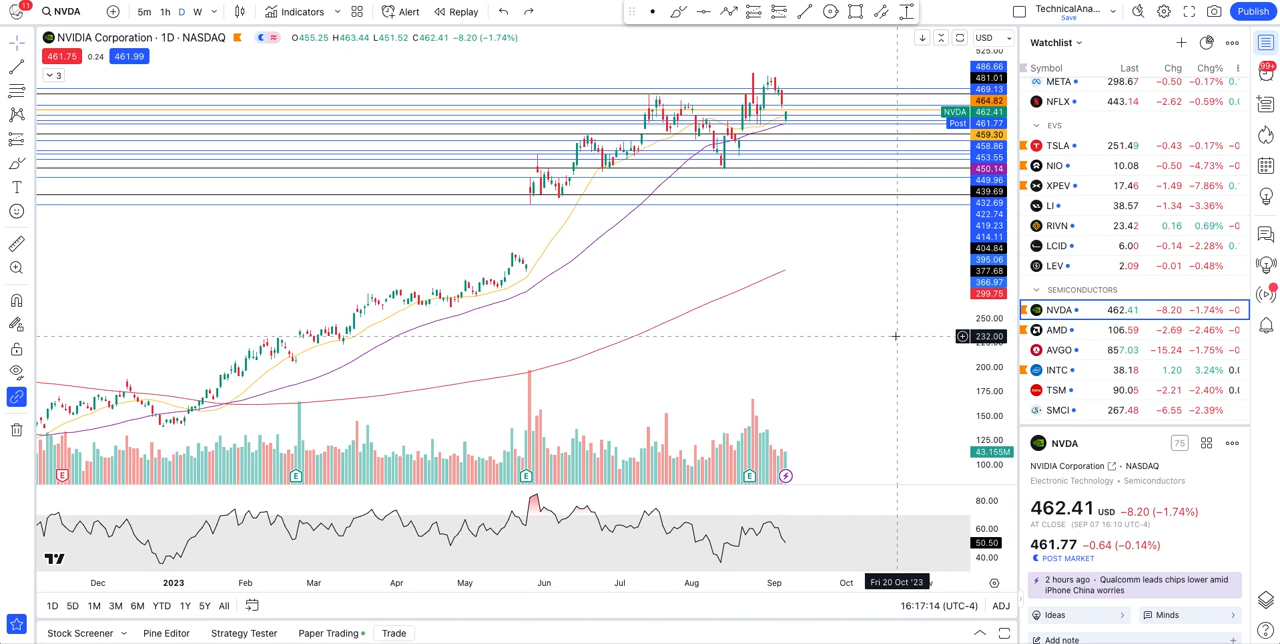 11
NVDA
5m 1h D W
Indicators
Alert
Replay
TechnicalAna...
Save
Publish
NVIDIA Corporation · 1D · NASDAQ
O455.25 H463.44 L451.52 C462.41 −8.20 (−1.74%)
461.75 0.24 461.99
3
USD
525.00
486.66
481.01
469.13
464.82
NVDA 462.41
Post 461.77
459.30
458.86
453.55
450.14
449.96
439.69
432.69
422.74
419.23
414.11
404.84
395.06
377.68
366.97
299.75
250.00
232.00
200.00
175.00
150.00
125.00
43.155M
100.00
80.00
60.00
50.50
40.00
E E E E
Dec 2023 Feb Mar Apr May Jun Jul Aug Sep Oct Fri 20 Oct '23
1D 5D 1M 3M 6M YTD 1Y 5Y All
16:17:14 (UTC-4) ADJ
Stock Screener Pine Editor Strategy Tester Paper Trading Trade
Watchlist
Symbol Last Chg Chg%
META 298.67 −0.50 −0.17%
NFLX 443.14 −2.62 −0.59%
EVS
TSLA 251.49 −0.43 −0.17%
NIO 10.08 −0.50 −4.73%
XPEV 17.46 −1.49 −7.86%
LI 38.57 −1.34 −3.36%
RIVN 23.42 0.16 0.69%
LCID 6.00 −0.14 −2.28%
LEV 2.09 −0.01 −0.48%
SEMICONDUCTORS
NVDA 462.41 −8.20 −1.74%
AMD 106.59 −2.69 −2.46%
AVGO 857.03 −15.24 −1.75%
INTC 38.18 1.20 3.24%
TSM 90.05 −2.21 −2.40%
SMCI 267.48 −6.55 −2.39%
NVDA
75
NVIDIA Corporation • NASDAQ
Electronic Technology • Semiconductors
462.41 USD −8.20 (−1.74%)
AT CLOSE (SEP 07 16:10 UTC-4)
461.77 −0.64 (−0.14%)
POST MARKET
2 hours ago · Qualcomm leads chips lower amid
iPhone China worries
Ideas
Minds
Add note
99+